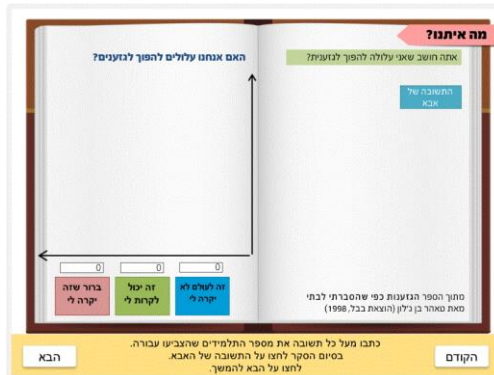 מה איתנו?
אתה חושב שאני עלולה להפוך לגזענית?
התשובה של
אבא
מתוך הספר הגזענות כפי שהסברתי לבתי
מאת טאהר בן ג'לון (הוצאת בבל, 1998)
האם אנחנו עלולים להפוך לגזענים?
0
0
0
זה לעולם לא
יקרה לי
זה יכול
לקרות לי
ברור שזה
יקרה לי
כתבו מעל כל תשובה את מספר התלמידים שהצביעו עבורה.
בסיום הסקר לחצו על התשובה של האבא.
לחצו על הבא להמשך.
הקודם
הבא